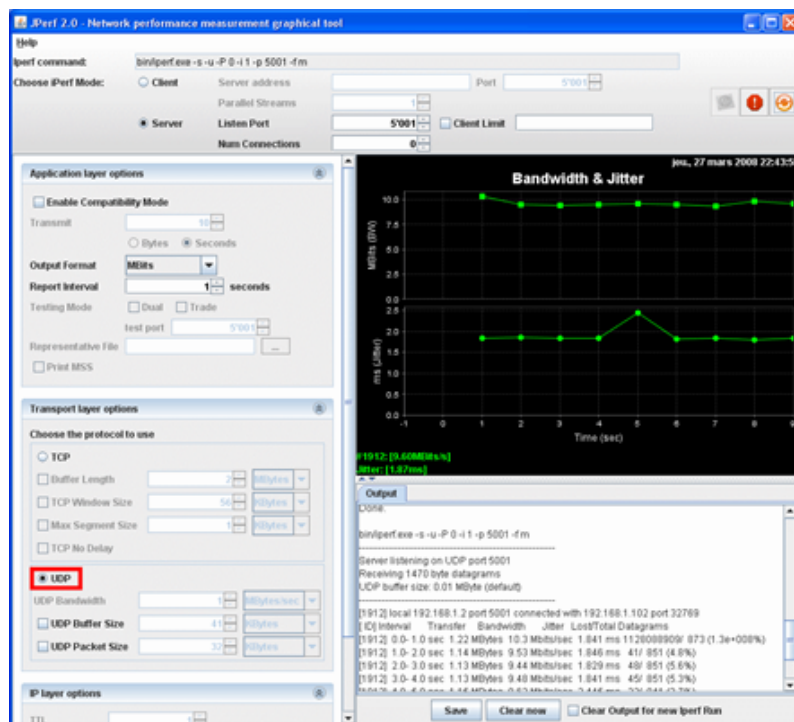 JPerf 2.0 - Network performance measurement graphical tool
Help
Iperf command: bin/iperf.exe -s -u -P 0 -i 1 -p 5001 -f m
Choose iPerf Mode: Client Server address Port 5'001
Parallel Streams 1
Server Listen Port 5'001 Client Limit
Num Connections 0
Application layer options
Enable Compatibility Mode
Transmit 10
Bytes Seconds
Output Format MBits
Report Interval 1 seconds
Testing Mode Dual Trade
test port 5'001
Representative File ...
Print MSS
Transport layer options
Choose the protocol to use
TCP
Buffer Length 2 MBytes
TCP Window Size 56 KBytes
Max Segment Size 1 KBytes
TCP No Delay
UDP
UDP Bandwidth 1 MBytes/sec
UDP Buffer Size 41 KBytes
UDP Packet Size 32 KBytes
IP layer options
TTL 1
jeu., 27 mars 2008 22:43:5
Bandwidth & Jitter
MBits (BW)
10.0
7.5
5.0
2.5
0.0
ms (Jitter)
2.5
2.0
1.5
1.0
0.5
0.0
-1 0 1 2 3 4 5 6 7 8 9
Time (sec)
#1912: [9.60MBits/s]
Jitter: [1.87ms]
Output
Done.
bin/iperf.exe -s -u -P 0 -i 1 -p 5001 -f m
------------------------------------------------------------
Server listening on UDP port 5001
Receiving 1470 byte datagrams
UDP buffer size: 0.01 MByte (default)
------------------------------------------------------------
[1912] local 192.168.1.2 port 5001 connected with 192.168.1.102 port 32769
[ ID] Interval Transfer Bandwidth Jitter Lost/Total Datagrams
[1912] 0.0- 1.0 sec 1.22 MBytes 10.3 Mbits/sec 1.841 ms 1128088909/ 873 (1.3e+008%)
[1912] 1.0- 2.0 sec 1.14 MBytes 9.53 Mbits/sec 1.846 ms 41/ 851 (4.8%)
[1912] 2.0- 3.0 sec 1.13 MBytes 9.44 Mbits/sec 1.829 ms 48/ 851 (5.6%)
[1912] 3.0- 4.0 sec 1.13 MBytes 9.48 Mbits/sec 1.841 ms 45/ 851 (5.3%)
Save Clear now Clear Output for new Iperf Run